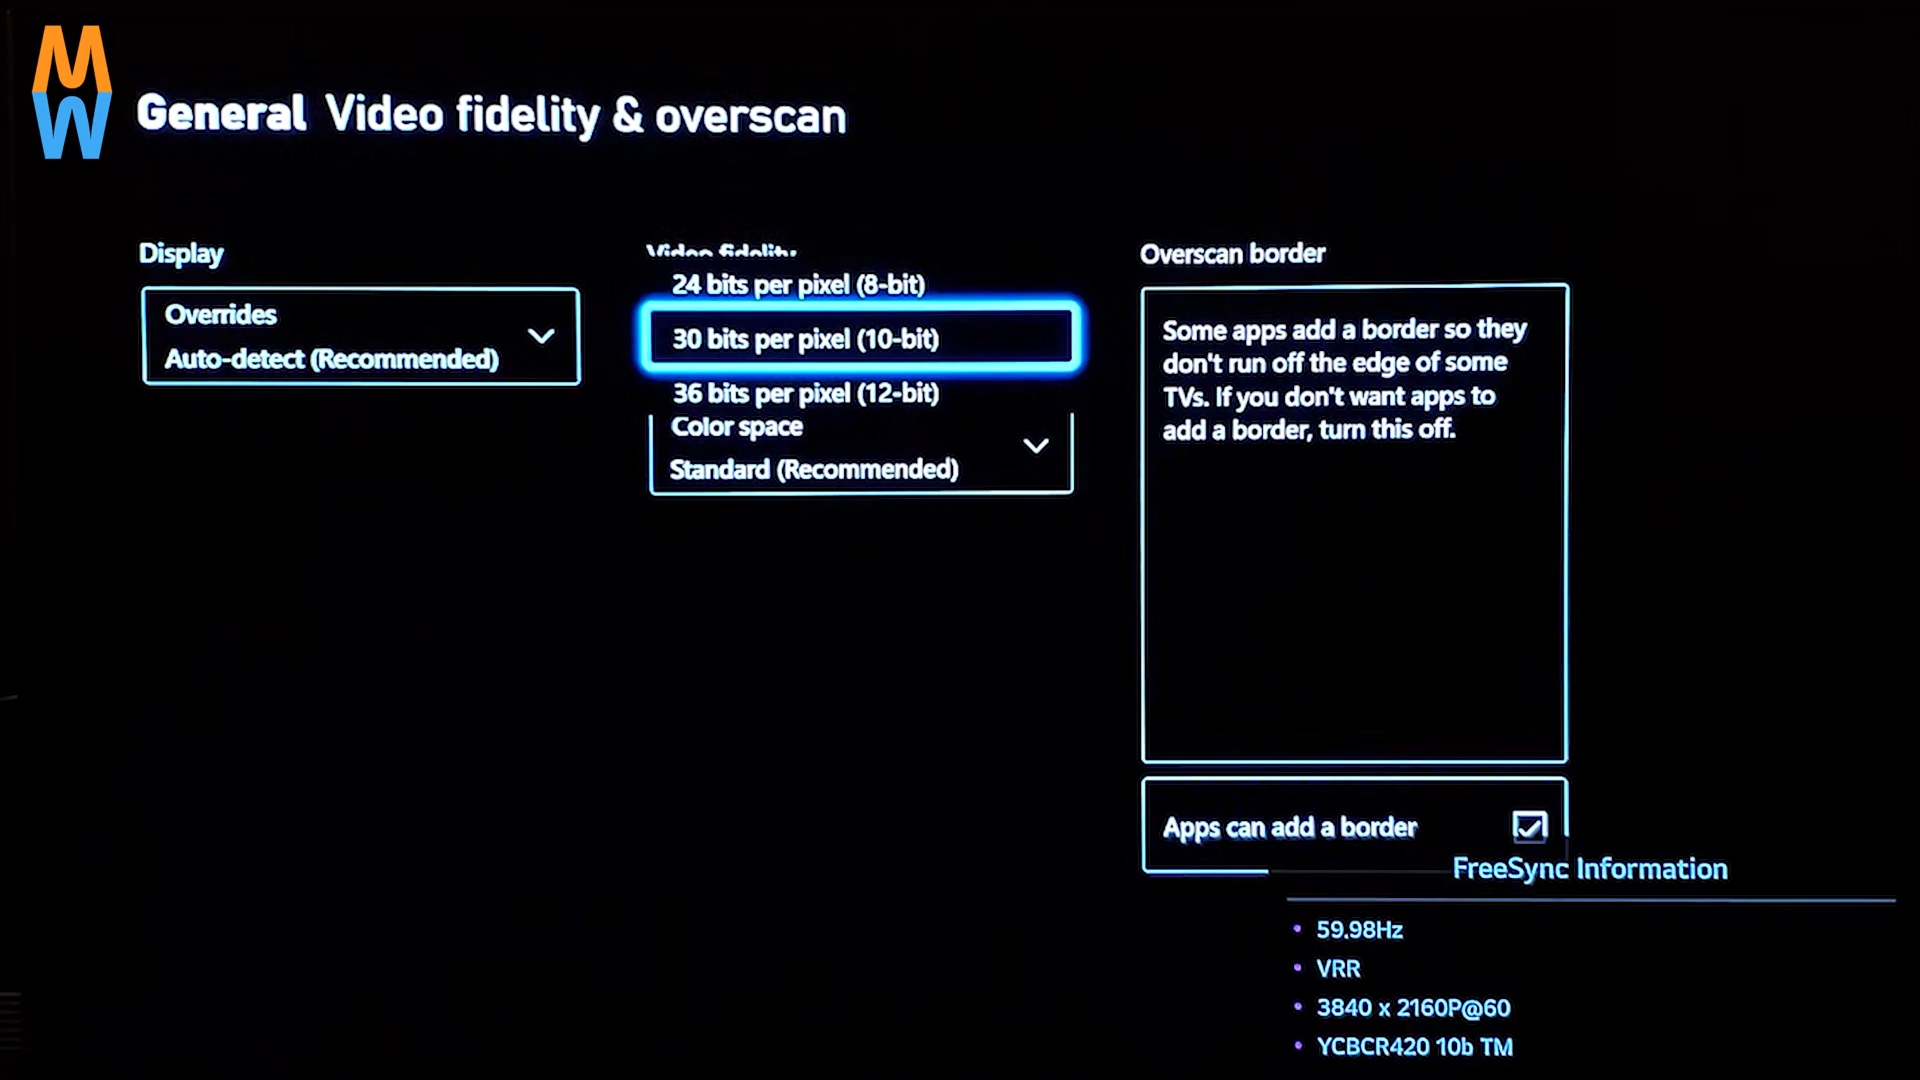 MW
General Video fidelity & overscan
Display
Overrides
Auto-detect (Recommended)
Video fidelity
24 bits per pixel (8-bit)
30 bits per pixel (10-bit)
36 bits per pixel (12-bit)
Color space
Standard (Recommended)
Overscan border
Some apps add a border so they
don't run off the edge of some
TVs. If you don't want apps to
add a border, turn this off.
Apps can add a border
FreeSync Information
59.98Hz
VRR
3840 x 2160P@60
YCBCR420 10b TM